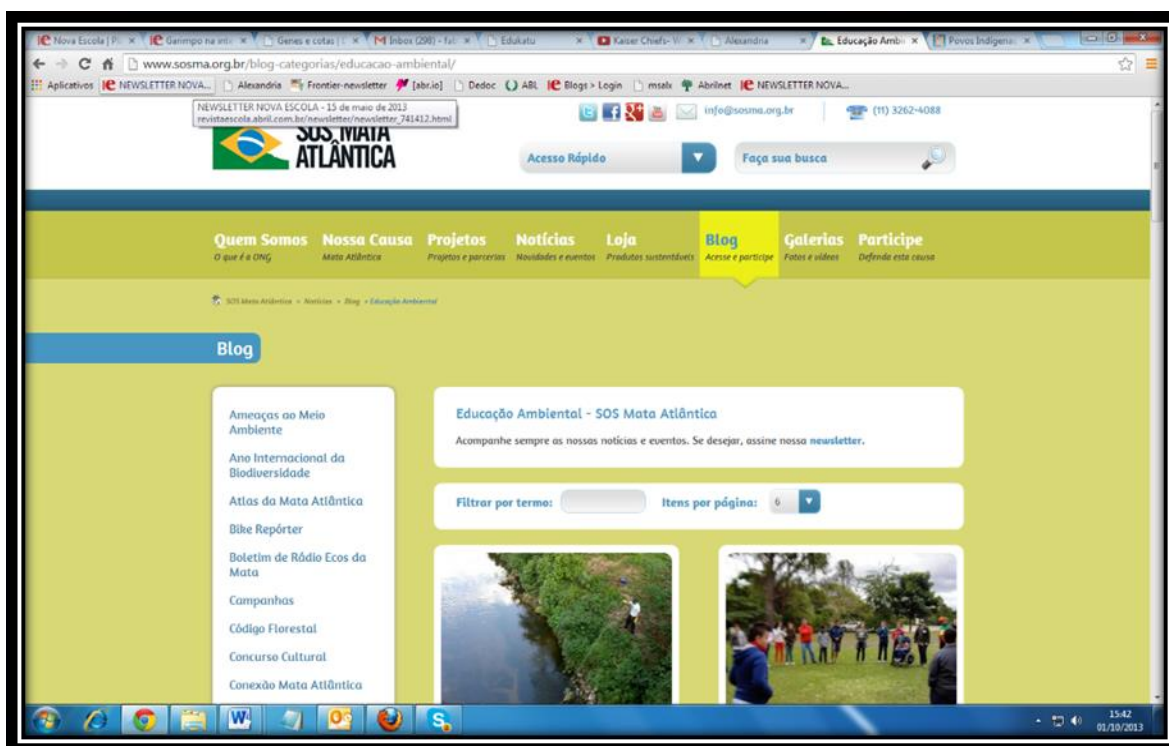 Nova Escola | P
Garimpo na inte
Genes e cotas | C
Inbox (298) - fab
Edukatu
Kaiser Chiefs- W
Alexandria
Educação Ambi
Povos Indígenas
www.sosma.org.br/blog-categorias/educacao-ambiental/
Aplicativos
NEWSLETTER NOVA...
Alexandria
Frontier-newsletter
[abr.io]
Dedoc
ABL
Blogs > Login
msalx
Abrilnet
NEWSLETTER NOVA...
NEWSLETTER NOVA ESCOLA - 15 de maio de 2013
revistaescola.abril.com.br/newsletter/newsletter_741412.html
info@sosma.org.br
(11) 3262-4088
SOS MATA
ATLÂNTICA
Acesso Rápido
Faça sua busca
Quem Somos
O que é a ONG
Nossa Causa
Mata Atlântica
Projetos
Projetos e parcerias
Notícias
Novidades e eventos
Loja
Produtos sustentáveis
Blog
Acesse e participe
Galerias
Fotos e vídeos
Participe
Defenda esta causa
SOS Mata Atlântica » Notícias » Blog » Educação Ambiental
Blog
Ameaças ao Meio
Ambiente
Ano Internacional da
Biodiversidade
Atlas da Mata Atlântica
Bike Repórter
Boletim de Rádio Ecos da
Mata
Campanhas
Código Florestal
Concurso Cultural
Conexão Mata Atlântica
Educação Ambiental - SOS Mata Atlântica
Acompanhe sempre as nossas notícias e eventos. Se desejar, assine nossa newsletter.
Filtrar por termo:
Itens por página: 6
15:42
01/10/2013